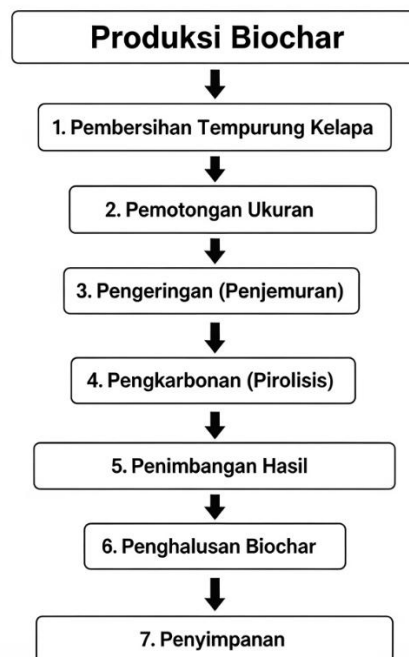 Produksi Biochar
1. Pembersihan Tempurung Kelapa
2. Pemotongan Ukuran
3. Pengeringan (Penjemuran)
4. Pengkarbonan (Pirolisis)
5. Penimbangan Hasil
6. Penghalusan Biochar
7. Penyimpanan